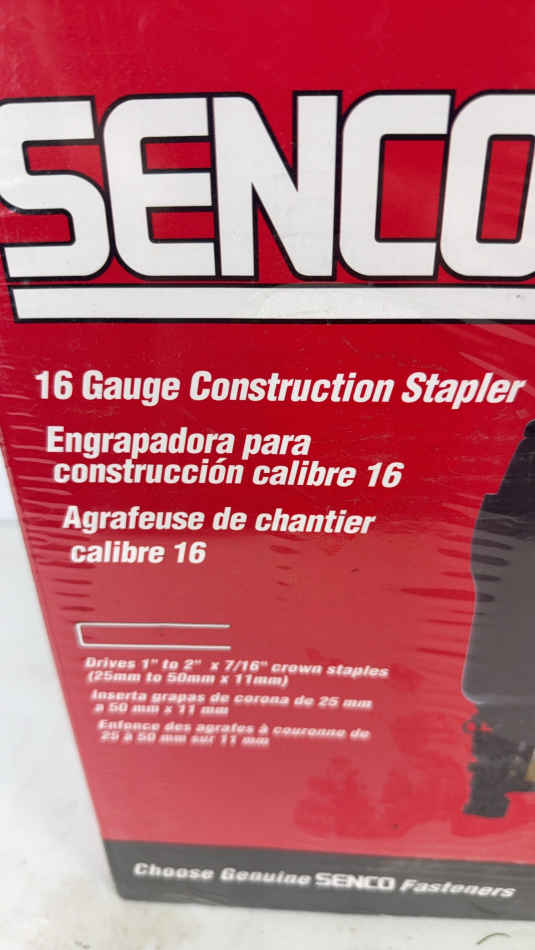 SENCO
16 Gauge Construction Stapler
Engrapadora para
construcción calibre 16
Agrafeuse de chantier
calibre 16
Drives 1" to 2" x 7/16" crown staples
(25mm to 50mm x 11mm)
Inserta grapas de corona de 25 mm
a 50 mm x 11 mm
Enfonce des agrafes à couronne de
25 à 50 mm sur 11 mm
Choose Genuine SENCO Fasteners